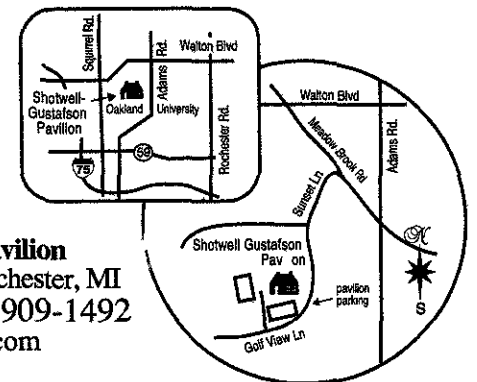 Squirrel Rd.
Walton Blvd
Adams Rd.
Shotwell-
Gustafson
Pavilion
Oakland
University
Rochester Rd.
59
75
Walton Blvd
Meadow Brook Rd
Adams Rd.
Sunset Ln
Shotwell Gustafson
Pav on
pavilion
parking
Golf View Ln
N
S
avilion
chester, MI
909-1492
com